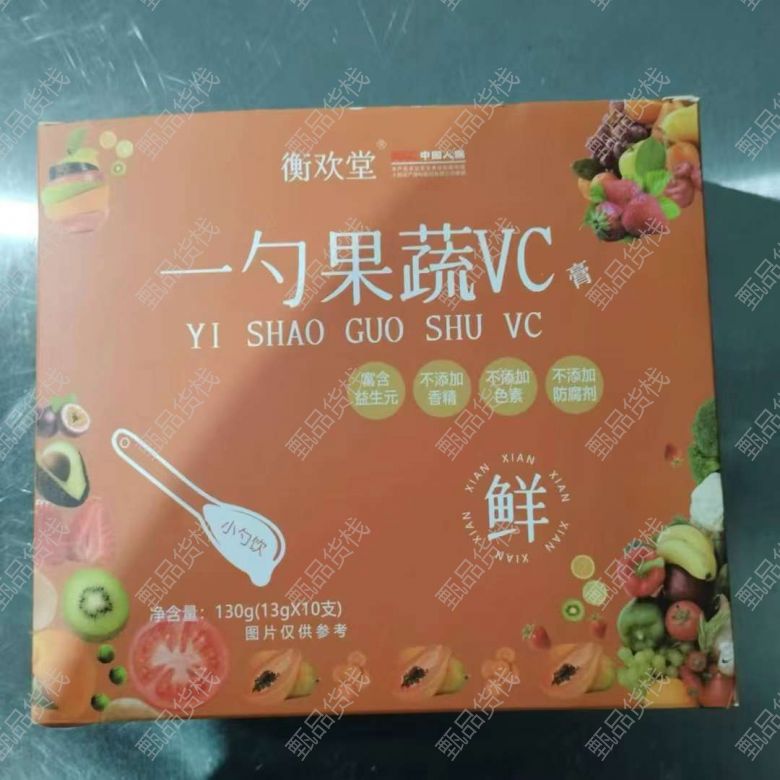 衡欢堂®
中国人保
一勺果蔬VC膏
YI SHAO GUO SHU VC
富含益生元
不添加香精
不添加色素
不添加防腐剂
XIAN XIAN XIAN XIAN XIAN XIAN XIAN
鲜
小勺饮
净含量：130g(13gX10支)
图片仅供参考
甄品货栈